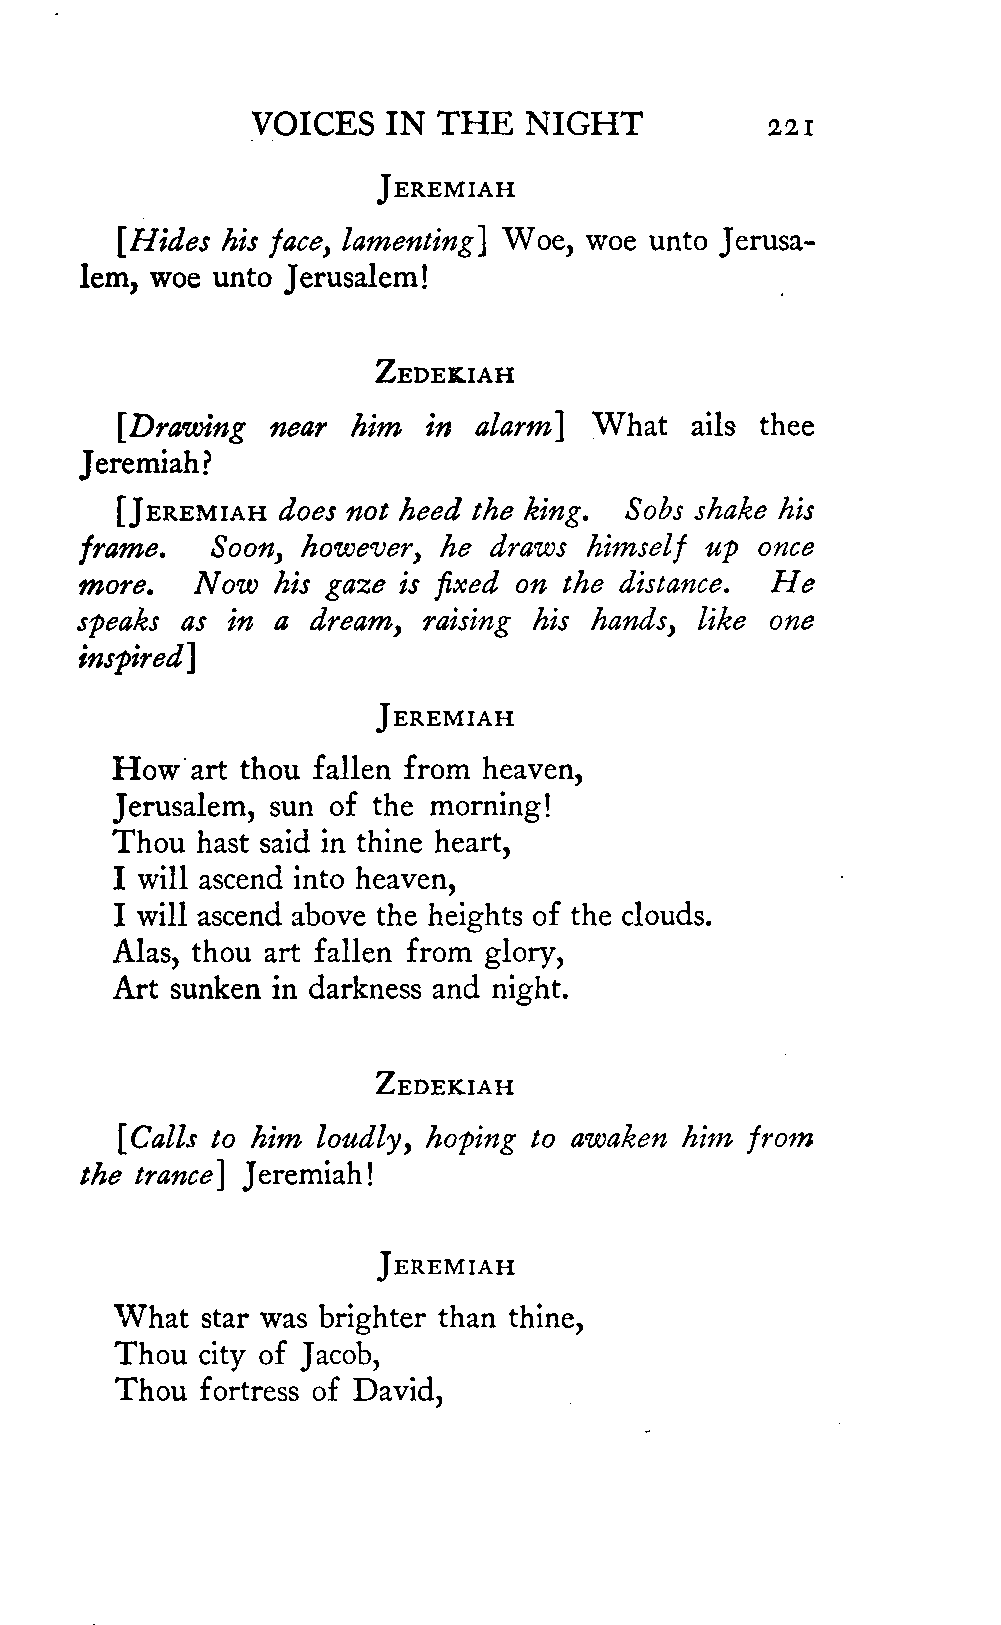 VOICES IN THE NIGHT 221
JEREMIAH
[Hides his face, lamenting] Woe, woe unto Jerusa-
lem, woe unto Jerusalem!
ZEDEKIAH
[Drawing near him in alarm] What ails thee
Jeremiah?
[JEREMIAH does not heed the king. Sobs shake his
frame. Soon, however, he draws himself up once
more. Now his gaze is fixed on the distance. He
speaks as in a dream, raising his hands, like one
inspired]
JEREMIAH
How art thou fallen from heaven,
Jerusalem, sun of the morning!
Thou hast said in thine heart,
I will ascend into heaven,
I will ascend above the heights of the clouds.
Alas, thou art fallen from glory,
Art sunken in darkness and night.
ZEDEKIAH
[Calls to him loudly, hoping to awaken him from
the trance] Jeremiah!
JEREMIAH
What star was brighter than thine,
Thou city of Jacob,
Thou fortress of David,